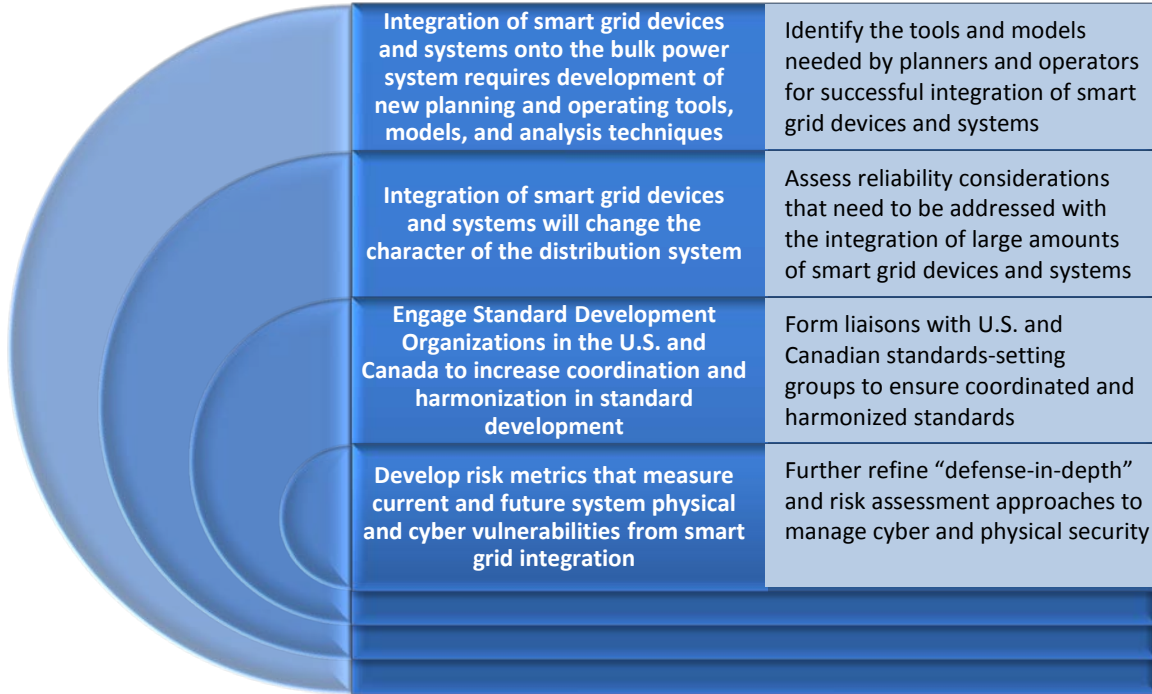 Integration of smart grid devices
and systems onto the bulk power
system requires development of
new planning and operating tools,
models, and analysis techniques
Identify the tools and models
needed by planners and operators
for successful integration of smart
grid devices and systems
Integration of smart grid devices
and systems will change the
character of the distribution system
Assess reliability considerations
that need to be addressed with
the integration of large amounts
of smart grid devices and systems
Engage Standard Development
Organizations in the U.S. and
Canada to increase coordination and
harmonization in standard
development
Form liaisons with U.S. and
Canadian standards-setting
groups to ensure coordinated and
harmonized standards
Develop risk metrics that measure
current and future system physical
and cyber vulnerabilities from smart
grid integration
Further refine “defense-in-depth”
and risk assessment approaches to
manage cyber and physical security